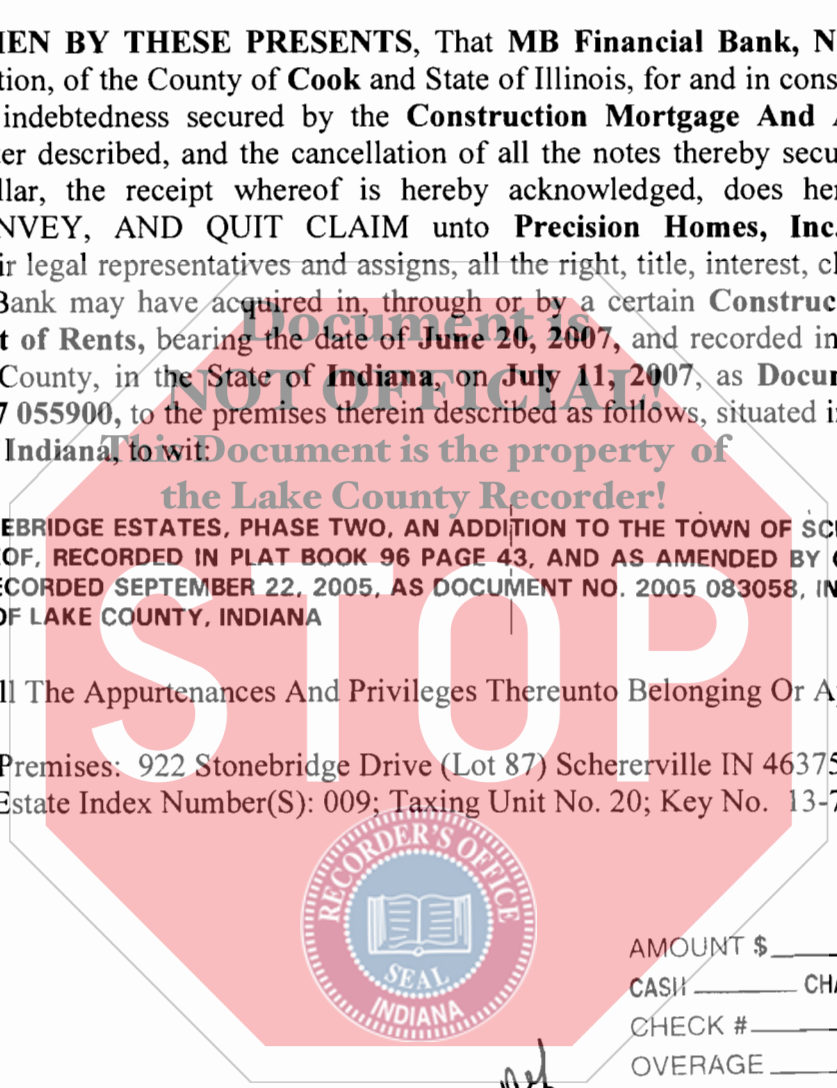 IEN BY THESE PRESENTS, That MB Financial Bank, N
tion, of the County of Cook and State of Illinois, for and in cons
indebtedness secured by the Construction Mortgage And A
er described, and the cancellation of all the notes thereby secu
llar, the receipt whereof is hereby acknowledged, does her
NVEY, AND QUIT CLAIM unto Precision Homes, Inc.
ir legal representatives and assigns, all the right, title, interest, cl
Bank may have acquired in, through or by a certain Construc
Document is
t of Rents, bearing the date of June 20, 2007, and recorded in
County, in the State of Indiana, on July 11, 2007, as Docum
NOT OFFICIAL!
7 055900, to the premises therein described as follows, situated i
Indiana, to wit:
This Document is the property of
the Lake County Recorder!
EBRIDGE ESTATES, PHASE TWO, AN ADDITION TO THE TOWN OF SC
OF, RECORDED IN PLAT BOOK 96 PAGE 43, AND AS AMENDED BY
ECORDED SEPTEMBER 22, 2005, AS DOCUMENT NO. 2005 083058, IN
OF LAKE COUNTY, INDIANA
STOP
ll The Appurtenances And Privileges Thereunto Belonging Or A
Premises: 922 Stonebridge Drive (Lot 87) Schererville IN 46375
Estate Index Number(S): 009; Taxing Unit No. 20; Key No. 13-7
RECORDER'S OFFICE
SEAL
INDIANA
AMOUNT $
CASH CHA
CHECK #
OVERAGE